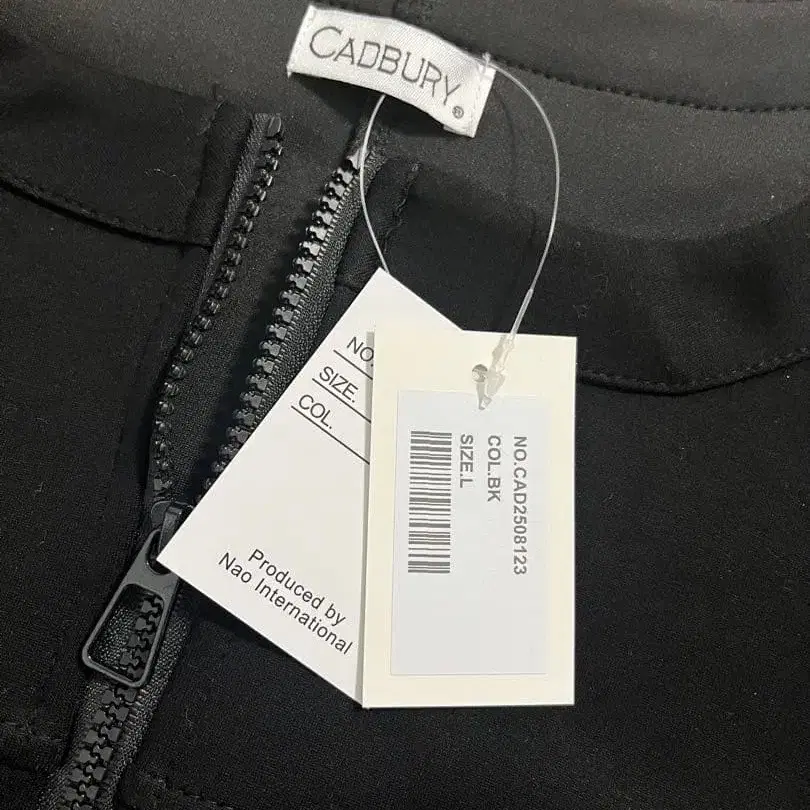 CADBURY®
NO.
SIZE.
COL.
Produced by
Nao International
NO.CAD2508123
COL.BK
SIZE.L